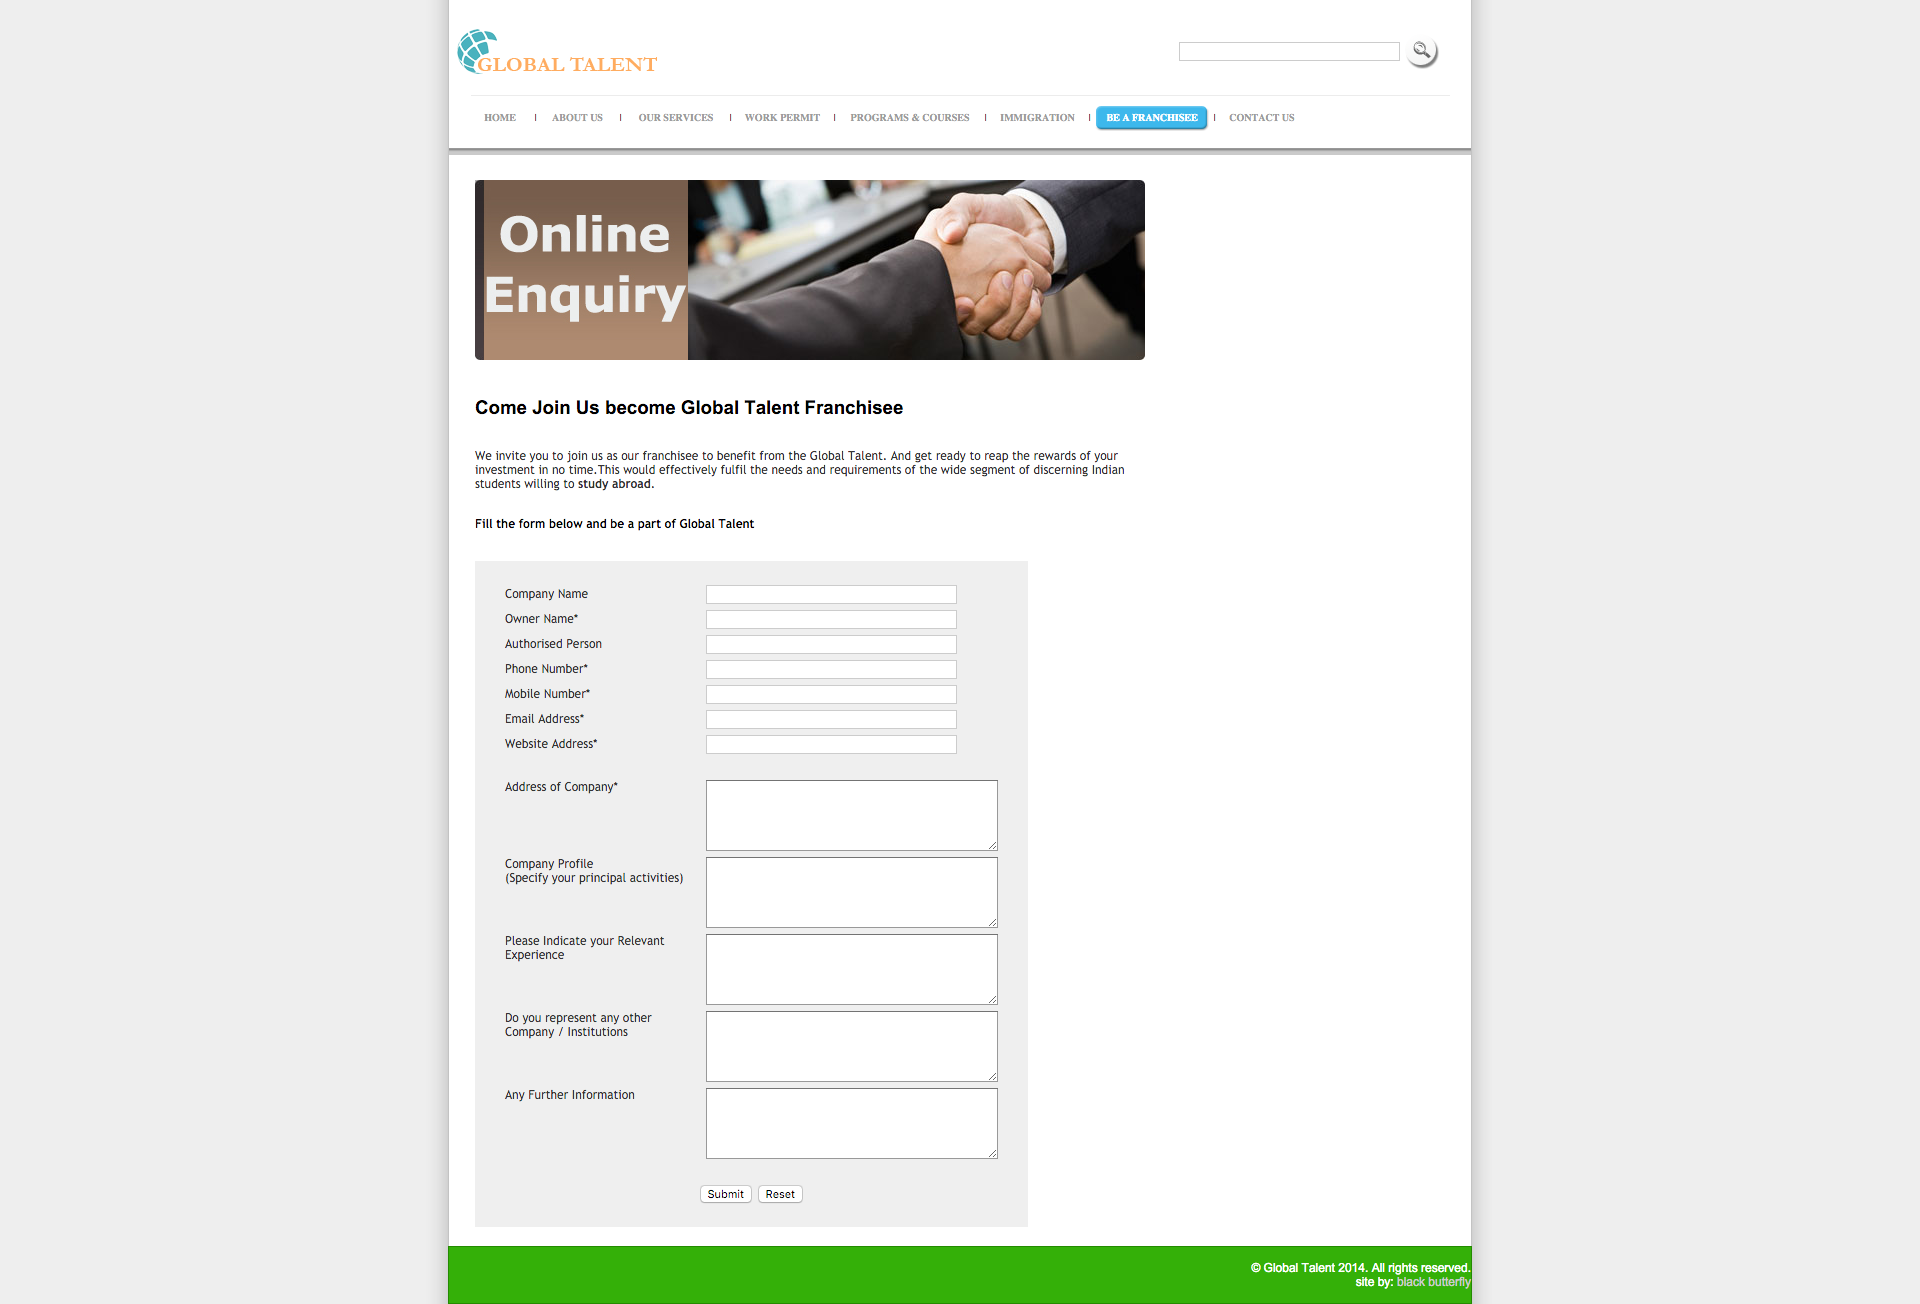 GLOBAL TALENT
HOME
ABOUT US
OUR SERVICES
WORK PERMIT
PROGRAMS & COURSES
IMMIGRATION
BE A FRANCHISEE
CONTACT US
Online
Enquiry
Come Join Us become Global Talent Franchisee
We invite you to join us as our franchisee to benefit from the Global Talent. And get ready to reap the rewards of your
investment in no time.This would effectively fulfil the needs and requirements of the wide segment of discerning Indian
students willing to study abroad.
Fill the form below and be a part of Global Talent
Company Name
Owner Name*
Authorised Person
Phone Number*
Mobile Number*
Email Address*
Website Address*
Address of Company*
Company Profile
(Specify your principal activities)
Please Indicate your Relevant
Experience
Do you represent any other
Company / Institutions
Any Further Information
Submit
Reset
© Global Talent 2014. All rights reserved.
site by: black butterfly